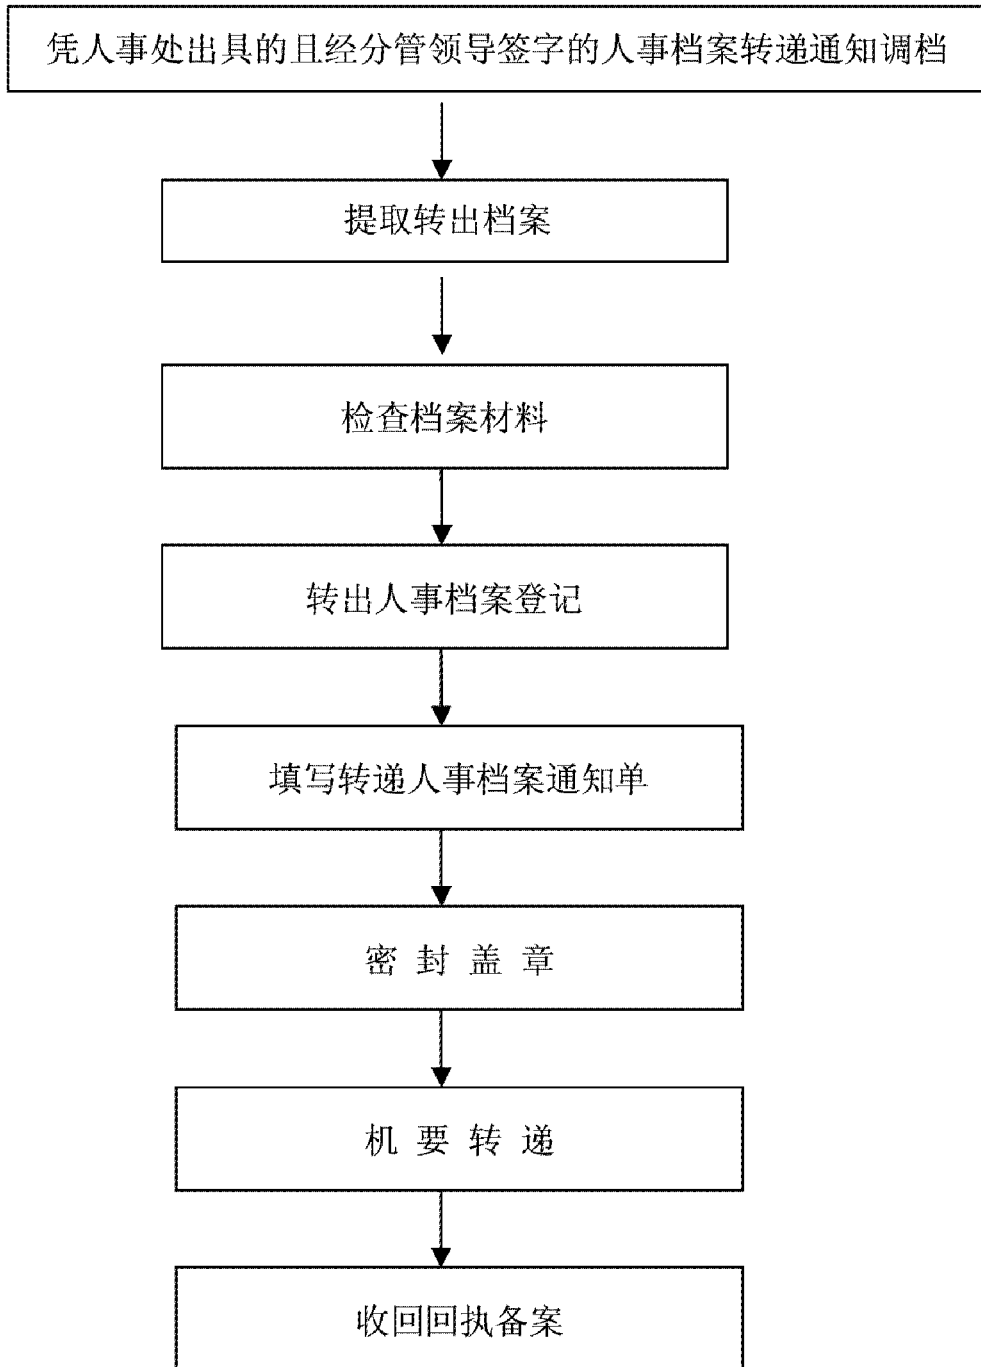 凭人事处出具的且经分管领导签字的人事档案转递通知调档
提取转出档案
检查档案材料
转出人事档案登记
填写转递人事档案通知单
密 封 盖 章
机 要 转 递
收回回执备案